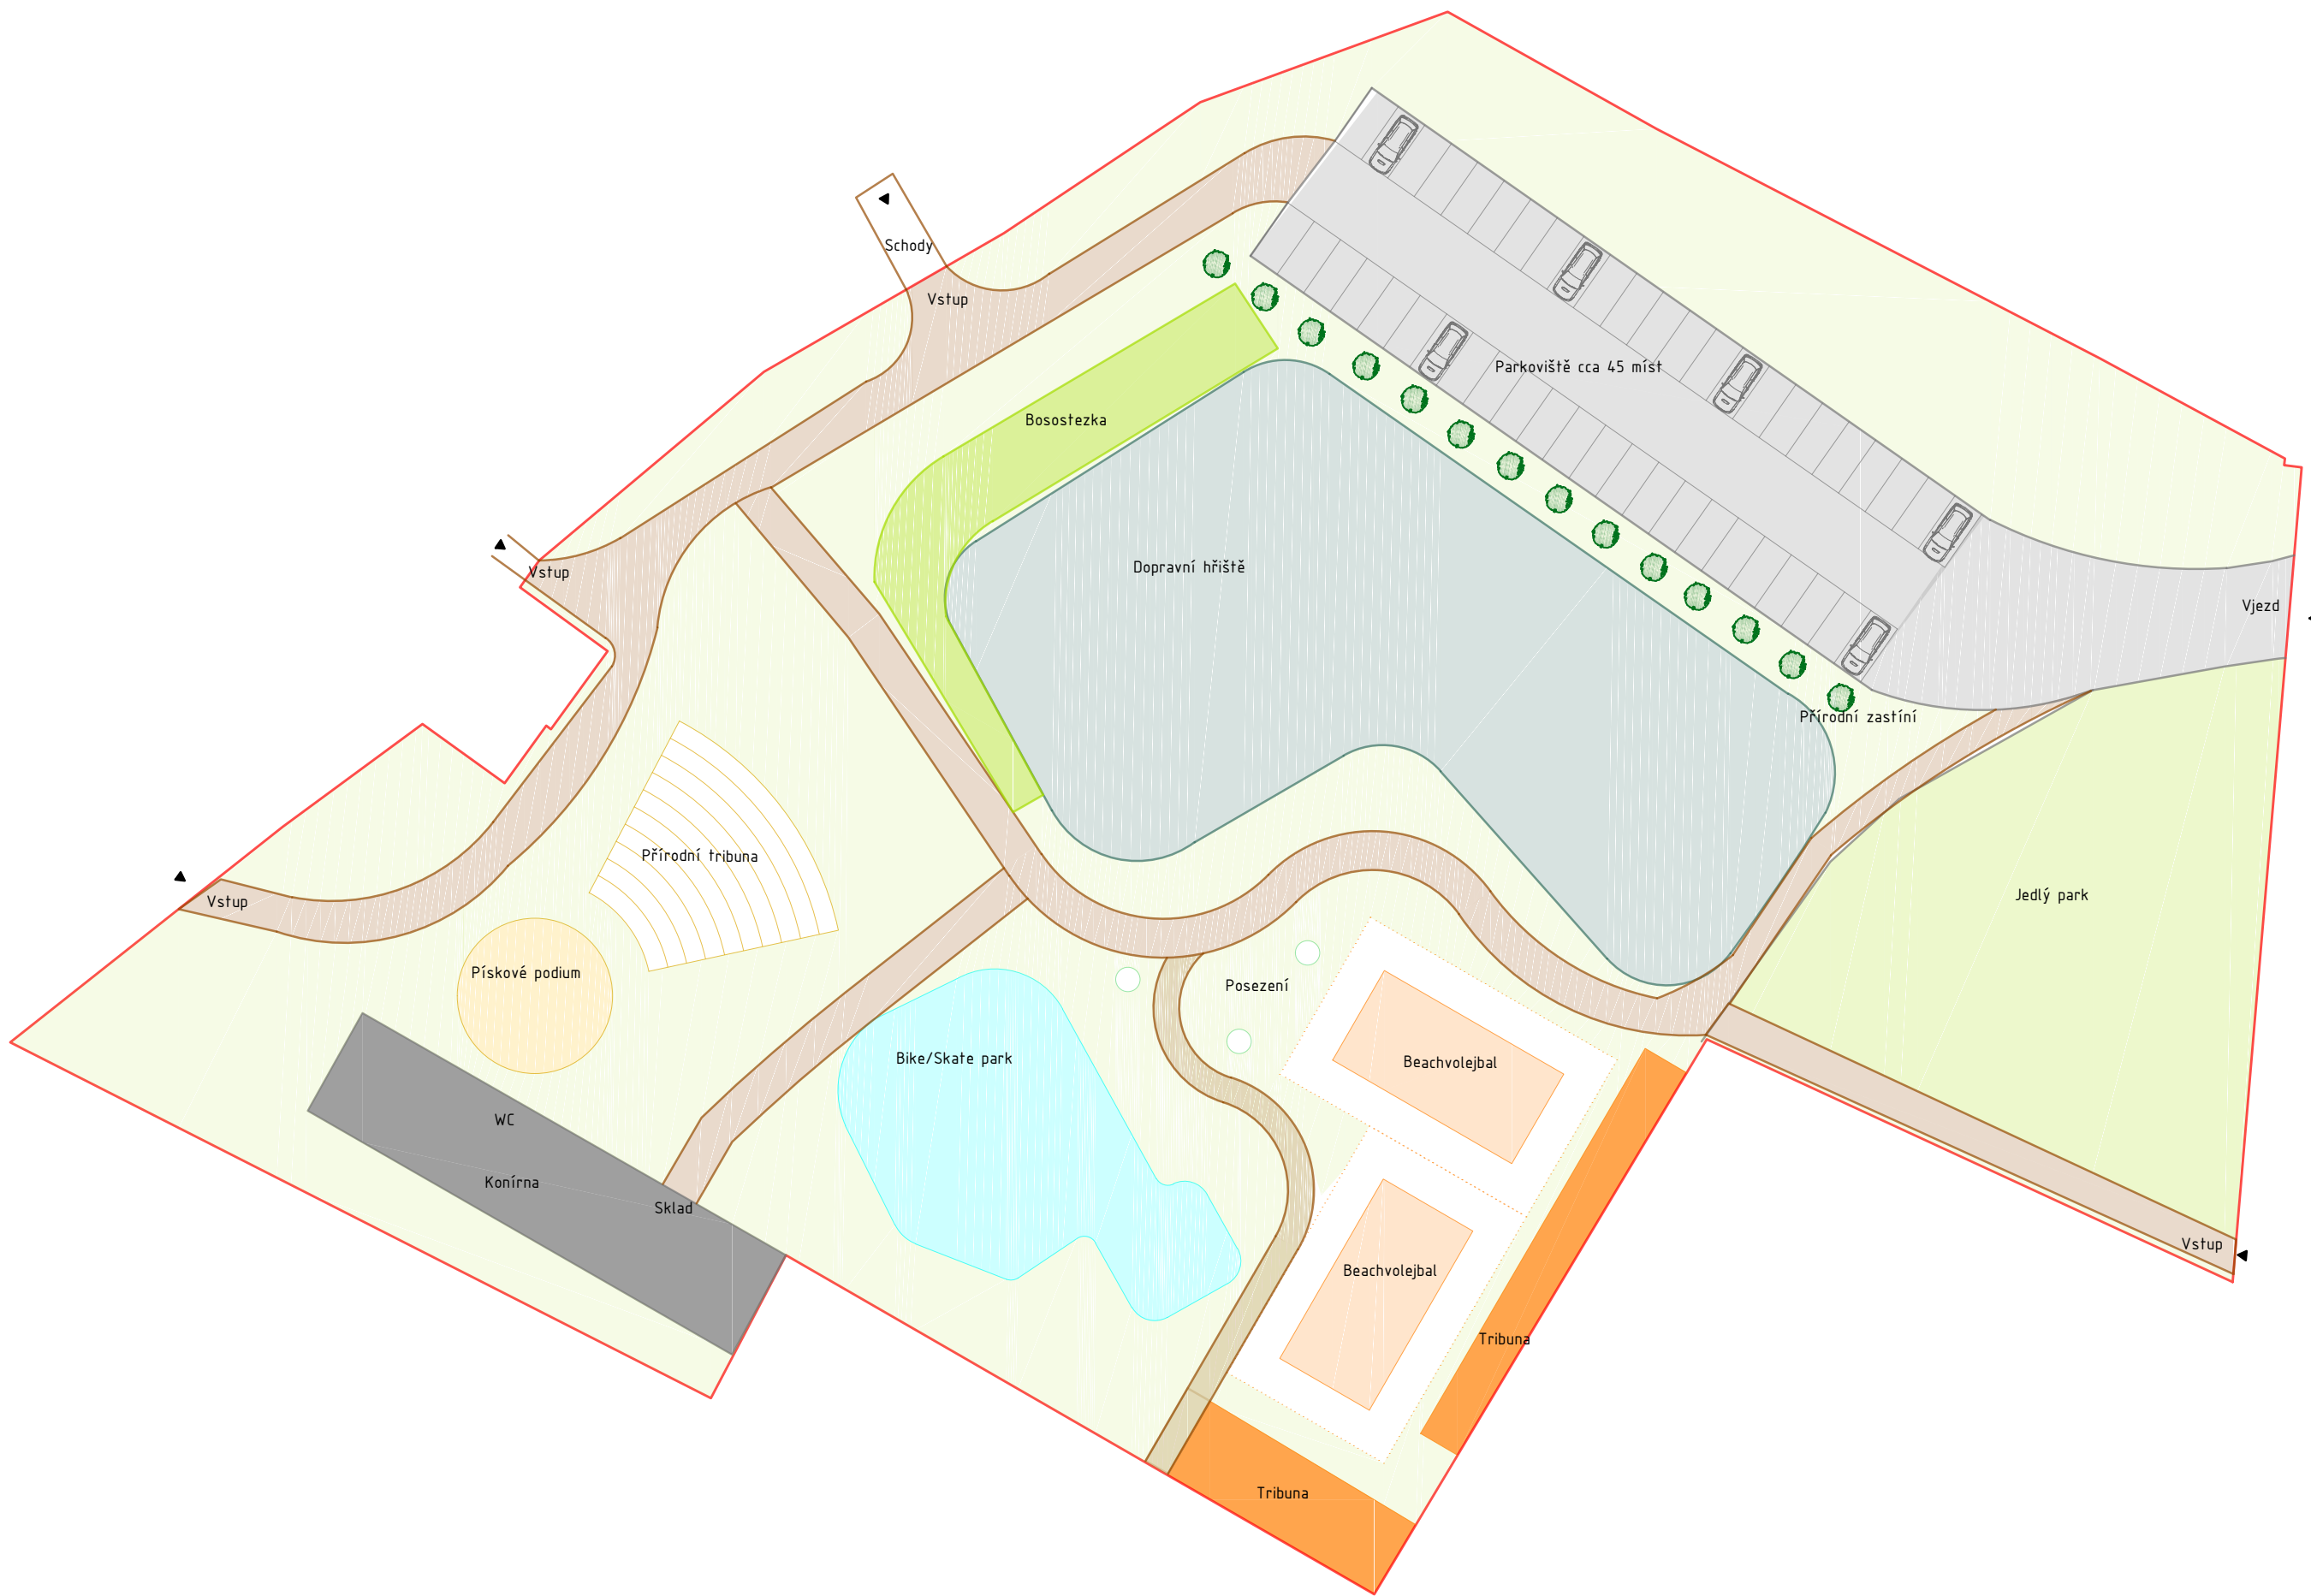 Schody
Vstup
Parkoviště cca 45 míst
Bosostezka
Dopravní hřiště
Vstup
Vjezd
Přírodní zastíní
Přírodní tribuna
Jedlý park
Vstup
Pískové podium
Posezení
Bike/Skate park
Beachvolejbal
WC
Konírna
Sklad
Vstup
Beachvolejbal
Tribuna
Tribuna